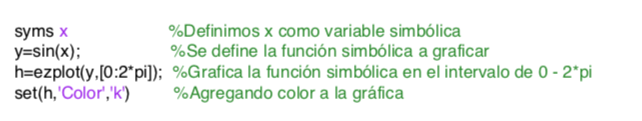 syms x %Definimos x como variable simbólica
y=sin(x); %Se define la función simbólica a graficar
h=ezplot(y,[0:2*pi]); %Grafica la función simbólica en el intervalo de 0 - 2*pi
set(h,'Color','k') %Agregando color a la gráfica